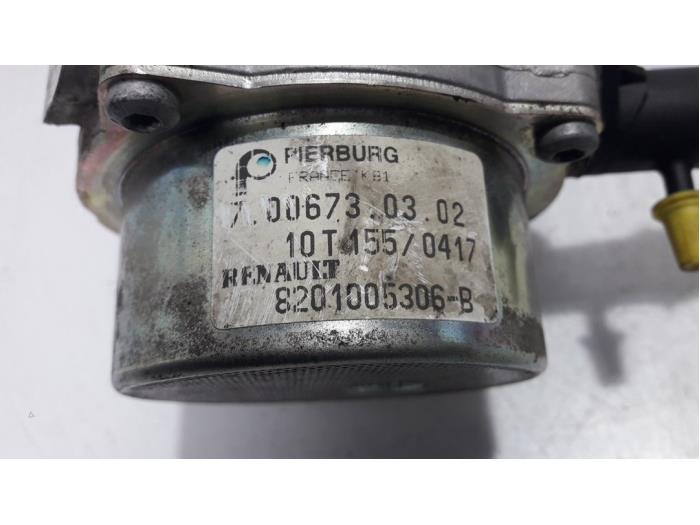 PIERBURG
FRANCE KB1
7.00673.03.02
10T155/0417
RENAULT
8201005306-B